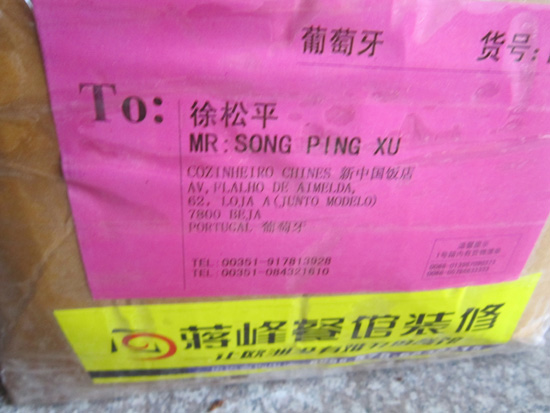 葡萄牙 货号:
To: 徐松平
MR:SONG PING XU
COZINHEIRO CHINES 新中国饭店
AV,FLALHO DE AIMELDA,
62. LOJA A(JUNTO MODELO)
7800 BEJA
PORTUGAL 葡萄牙
TEL:00351-917813928
TEL:00351-084321610
蒋峰餐馆装修